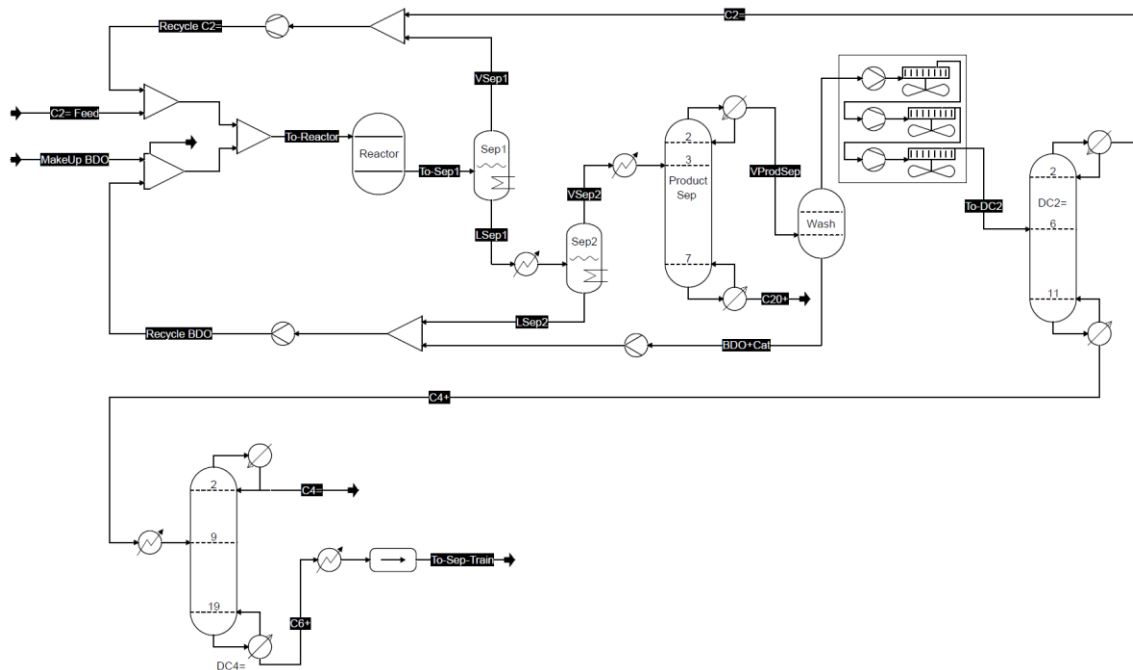 C2=
Recycle C2=
VSep1
C2= Feed
To-Reactor
MakeUp BDO
Reactor
Sep1
To-Sep1
VSep2
2
3
Product
Sep
7
VProdSep
Wash
To-DC2
2
DC2=
6
11
LSep1
Sep2
C20+
LSep2
Recycle BDO
BDO+Cat
C4+
2
C4=
9
To-Sep-Train
19
C6+
DC4=